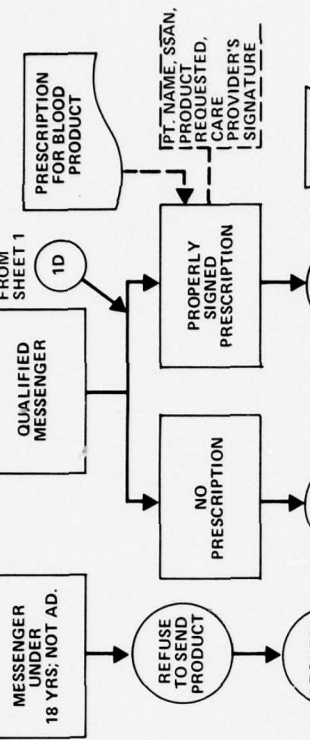 MESSENGER
UNDER
18 YRS; NOT AD.
REFUSE
TO SEND
PRODUCT
QUALIFIED
MESSENGER
FROM
SHEET 1
1D
NO
PRESCRIPTION
PROPERLY
SIGNED
PRESCRIPTION
PRESCRIPTION
FOR BLOOD
PRODUCT
PT. NAME, SSAN,
PRODUCT
REQUESTED,
CARE
PROVIDER'S
SIGNATURE